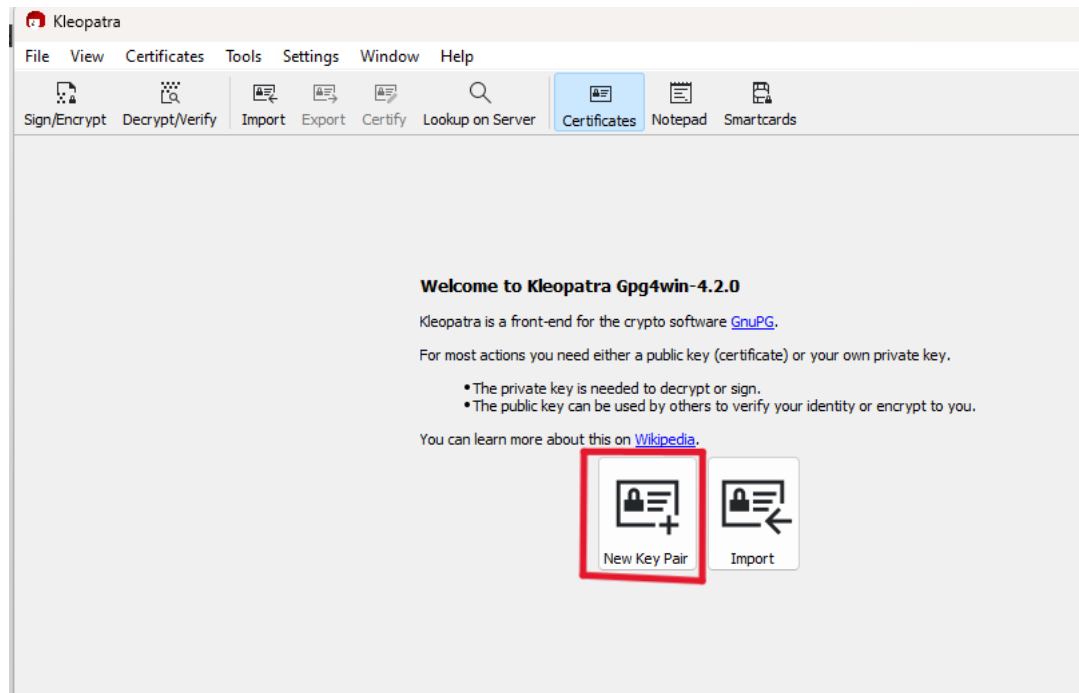 Kleopatra
File View Certificates Tools Settings Window Help
Sign/Encrypt Decrypt/Verify Import Export Certify Lookup on Server Certificates Notepad Smartcards
Welcome to Kleopatra Gpg4win-4.2.0
Kleopatra is a front-end for the crypto software GnuPG.
For most actions you need either a public key (certificate) or your own private key.
•The private key is needed to decrypt or sign.
•The public key can be used by others to verify your identity or encrypt to you.
You can learn more about this on Wikipedia.
New Key Pair Import